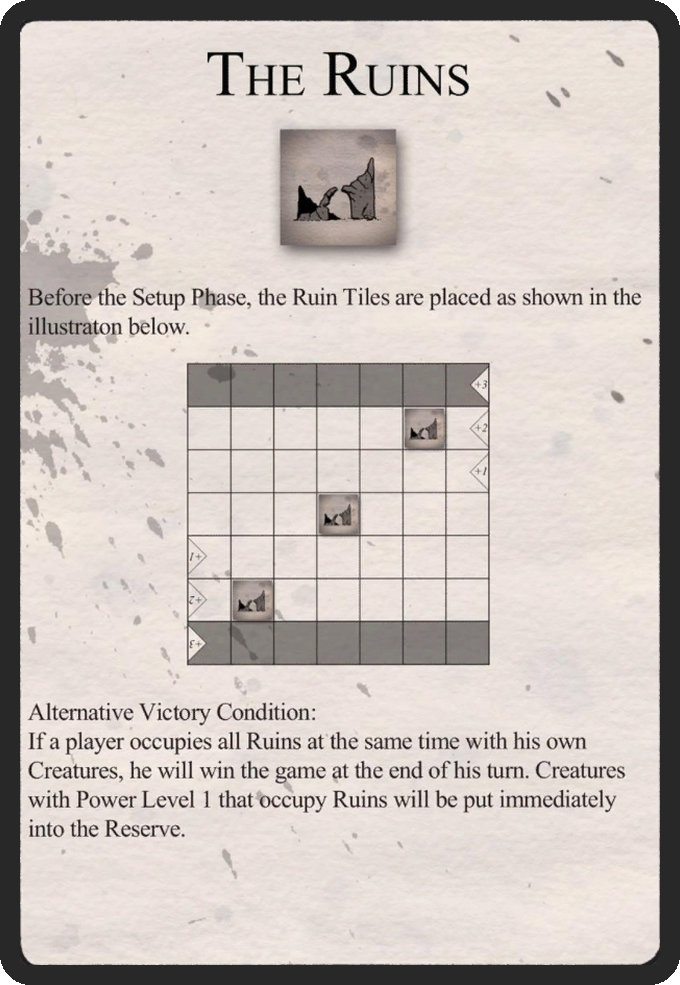 THE RUINS
Before the Setup Phase, the Ruin Tiles are placed as shown in the
illustraton below.
+3
+2
+1
+1
+2
+3
Alternative Victory Condition:
If a player occupies all Ruins at the same time with his own
Creatures, he will win the game at the end of his turn. Creatures
with Power Level 1 that occupy Ruins will be put immediately
into the Reserve.